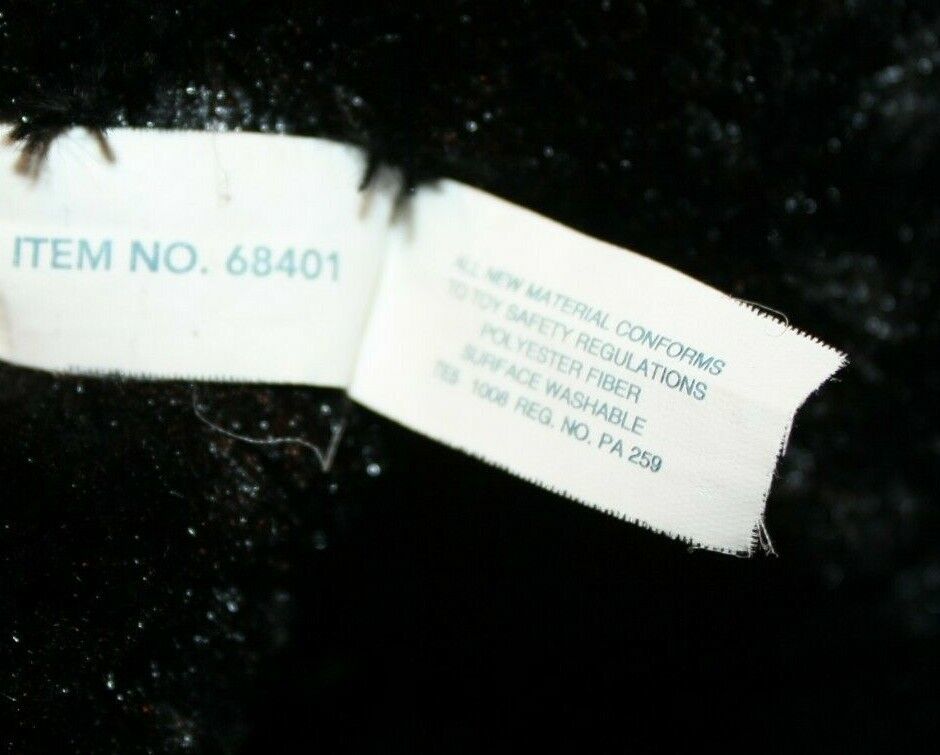 ITEM NO. 68401
ALL NEW MATERIAL CONFORMS
TO TOY SAFETY REGULATIONS
POLYESTER FIBER
SURFACE WASHABLE
1008 REG. NO. PA 259